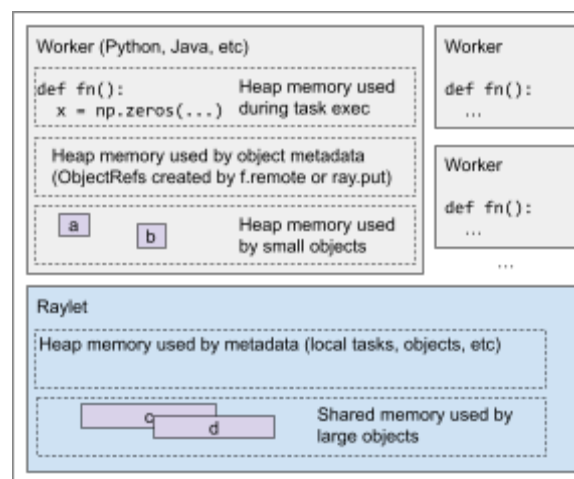 Worker (Python, Java, etc)
def fn():
x = np.zeros(...)
Heap memory used
during task exec
Heap memory used by object metadata
(ObjectRefs created by f.remote or ray.put)
a
b
Heap memory used
by small objects
Worker
def fn():
...
Worker
def fn():
...
...
Raylet
Heap memory used by metadata (local tasks, objects, etc)
c
d
Shared memory used by
large objects